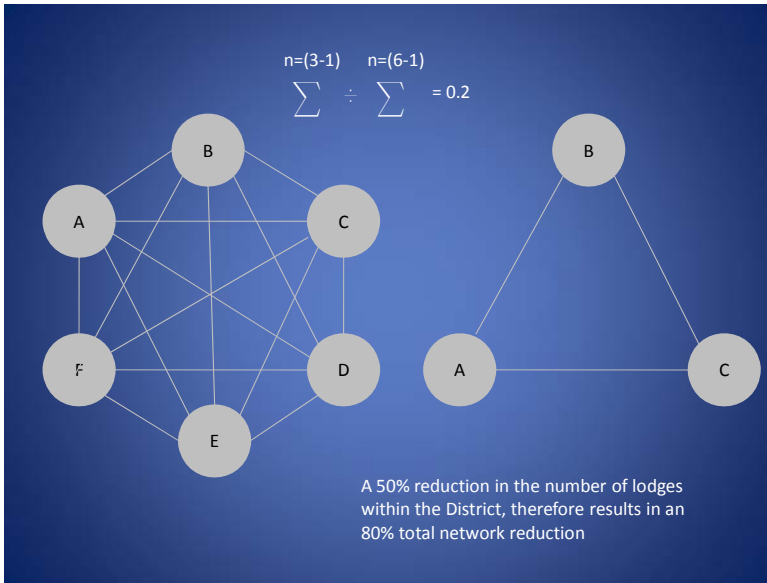 n=(3-1) n=(6-1)
∑ ÷ ∑ = 0.2
B
B
A
C
F
D
A
C
E
A 50% reduction in the number of lodges
within the District, therefore results in an
80% total network reduction